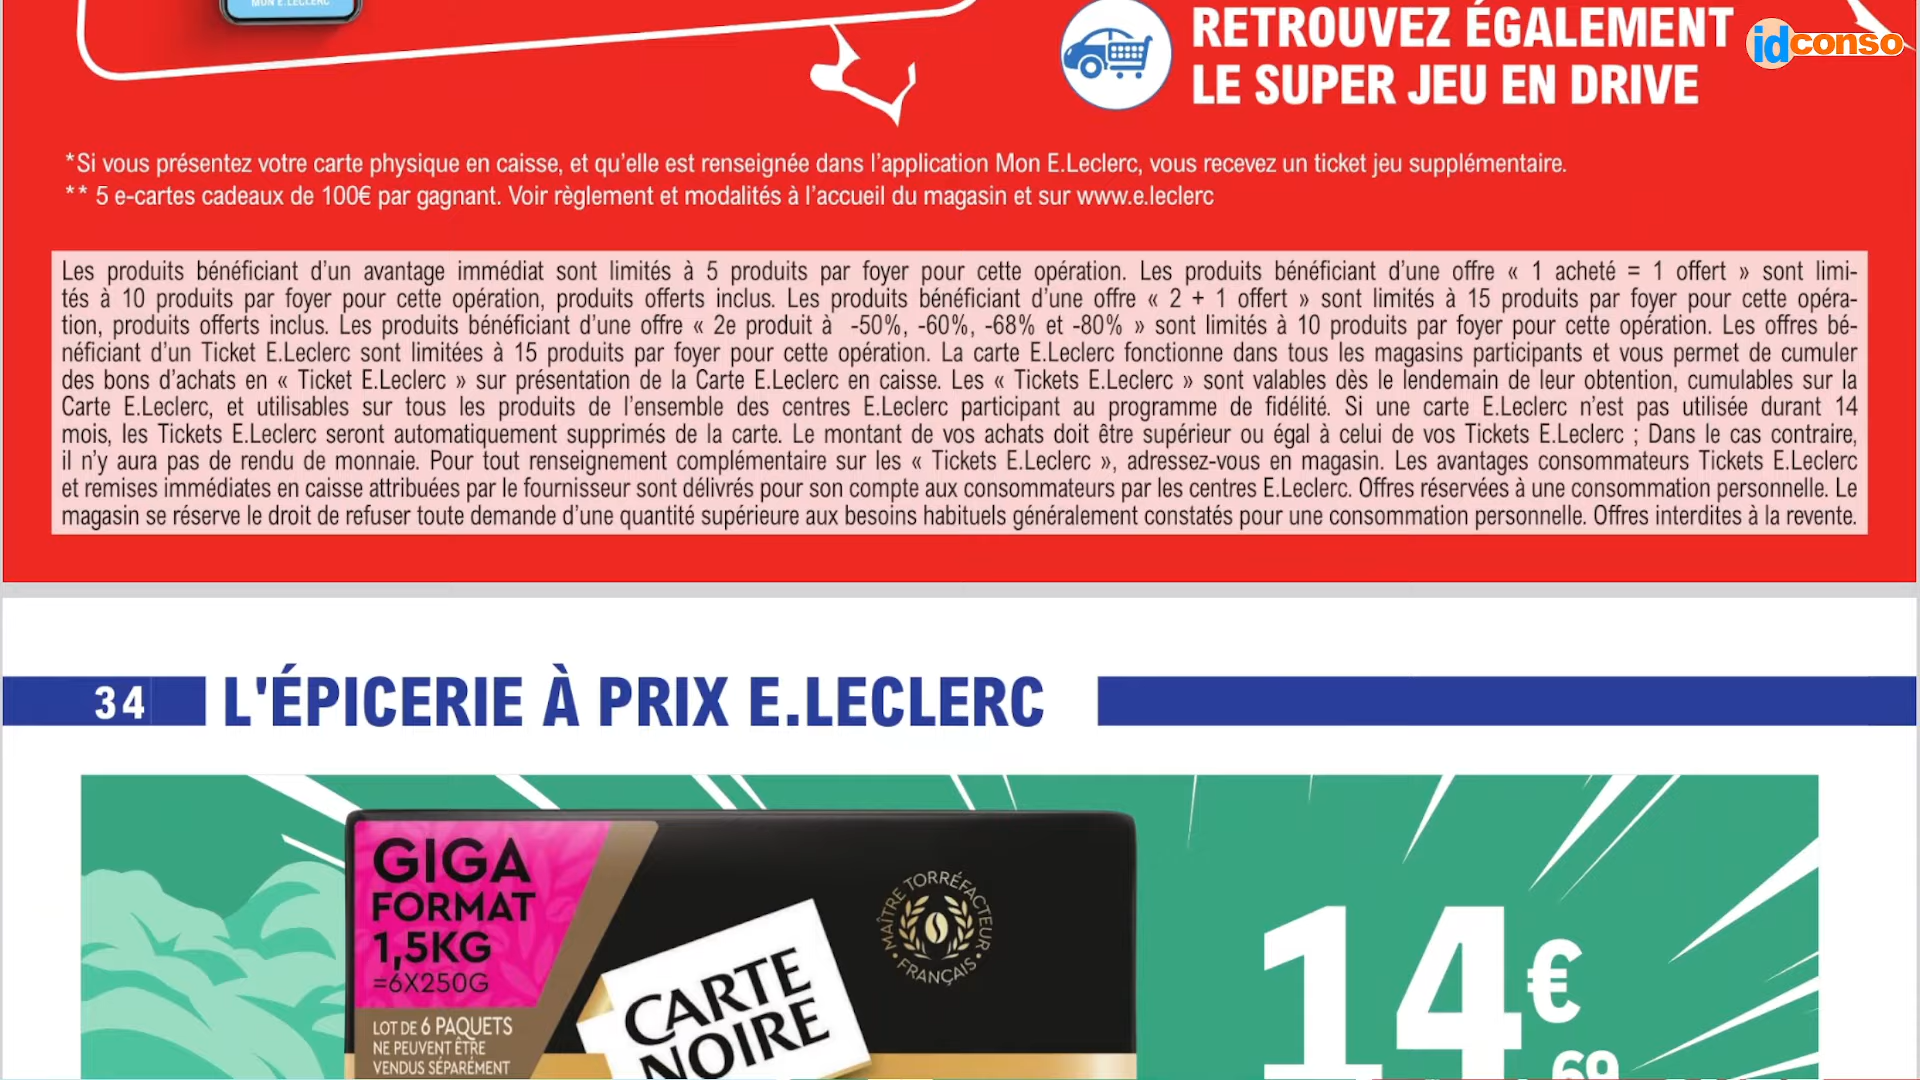 MON E.LECLERC
RETROUVEZ ÉGALEMENT
LE SUPER JEU EN DRIVE
idconso
*Si vous présentez votre carte physique en caisse, et qu'elle est renseignée dans l'application Mon E.Leclerc, vous recevez un ticket jeu supplémentaire.
** 5 e-cartes cadeaux de 100€ par gagnant. Voir règlement et modalités à l'accueil du magasin et sur www.e.leclerc
Les produits bénéficiant d'un avantage immédiat sont limités à 5 produits par foyer pour cette opération. Les produits bénéficiant d'une offre « 1 acheté = 1 offert » sont limi-
tés à 10 produits par foyer pour cette opération, produits offerts inclus. Les produits bénéficiant d'une offre « 2 + 1 offert » sont limités à 15 produits par foyer pour cette opéra-
tion, produits offerts inclus. Les produits bénéficiant d'une offre « 2e produit à -50%, -60%, -68% et -80% » sont limités à 10 produits par foyer pour cette opération. Les offres bé-
néficiant d'un Ticket E.Leclerc sont limitées à 15 produits par foyer pour cette opération. La carte E.Leclerc fonctionne dans tous les magasins participants et vous permet de cumuler
des bons d'achats en « Ticket E.Leclerc » sur présentation de la Carte E.Leclerc en caisse. Les « Tickets E.Leclerc » sont valables dès le lendemain de leur obtention, cumulables sur la
Carte E.Leclerc, et utilisables sur tous les produits de l'ensemble des centres E.Leclerc participant au programme de fidélité. Si une carte E.Leclerc n'est pas utilisée durant 14
mois, les Tickets E.Leclerc seront automatiquement supprimés de la carte. Le montant de vos achats doit être supérieur ou égal à celui de vos Tickets E.Leclerc ; Dans le cas contraire,
il n'y aura pas de rendu de monnaie. Pour tout renseignement complémentaire sur les « Tickets E.Leclerc », adressez-vous en magasin. Les avantages consommateurs Tickets E.Leclerc
et remises immédiates en caisse attribuées par le fournisseur sont délivrés pour son compte aux consommateurs par les centres E.Leclerc. Offres réservées à une consommation personnelle. Le
magasin se réserve le droit de refuser toute demande d'une quantité supérieure aux besoins habituels généralement constatés pour une consommation personnelle. Offres interdites à la revente.
34 L'ÉPICERIE À PRIX E.LECLERC
GIGA
FORMAT
1,5KG
=6X250G
LOT DE 6 PAQUETS
NE PEUVENT ÊTRE
VENDUS SÉPARÉMENT
CARTE
NOIRE
MAÎTRE TORRÉFACTEUR
• FRANÇAIS •
14€
,69